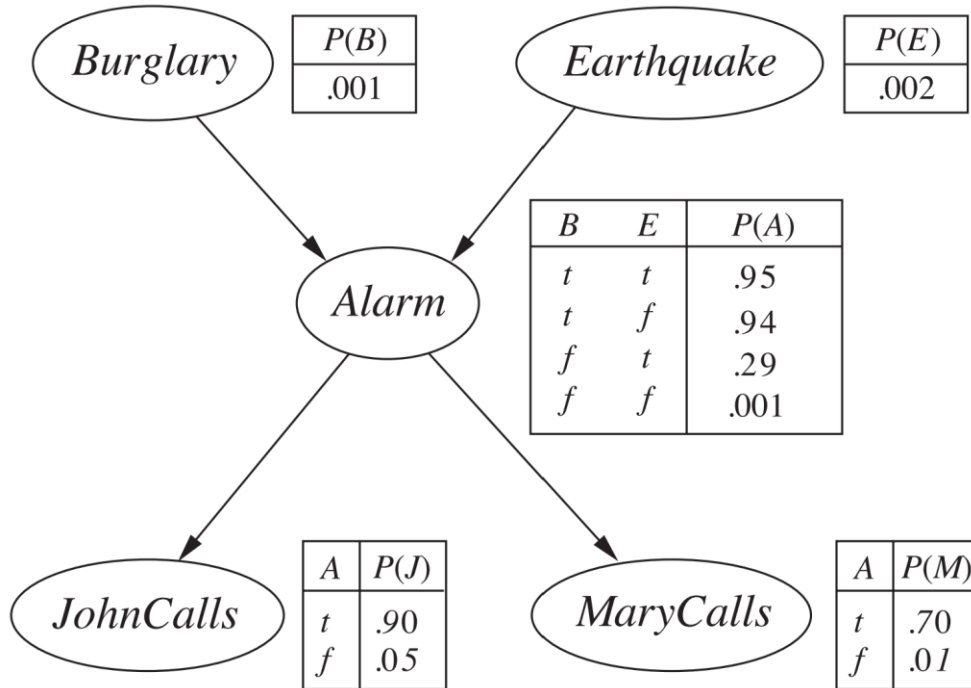 Burglary
P(B)
.001
Earthquake
P(E)
.002
Alarm
B E P(A)
t t .95
t f .94
f t .29
f f .001
JohnCalls
A P(J)
t .90
f .05
MaryCalls
A P(M)
t .70
f .01